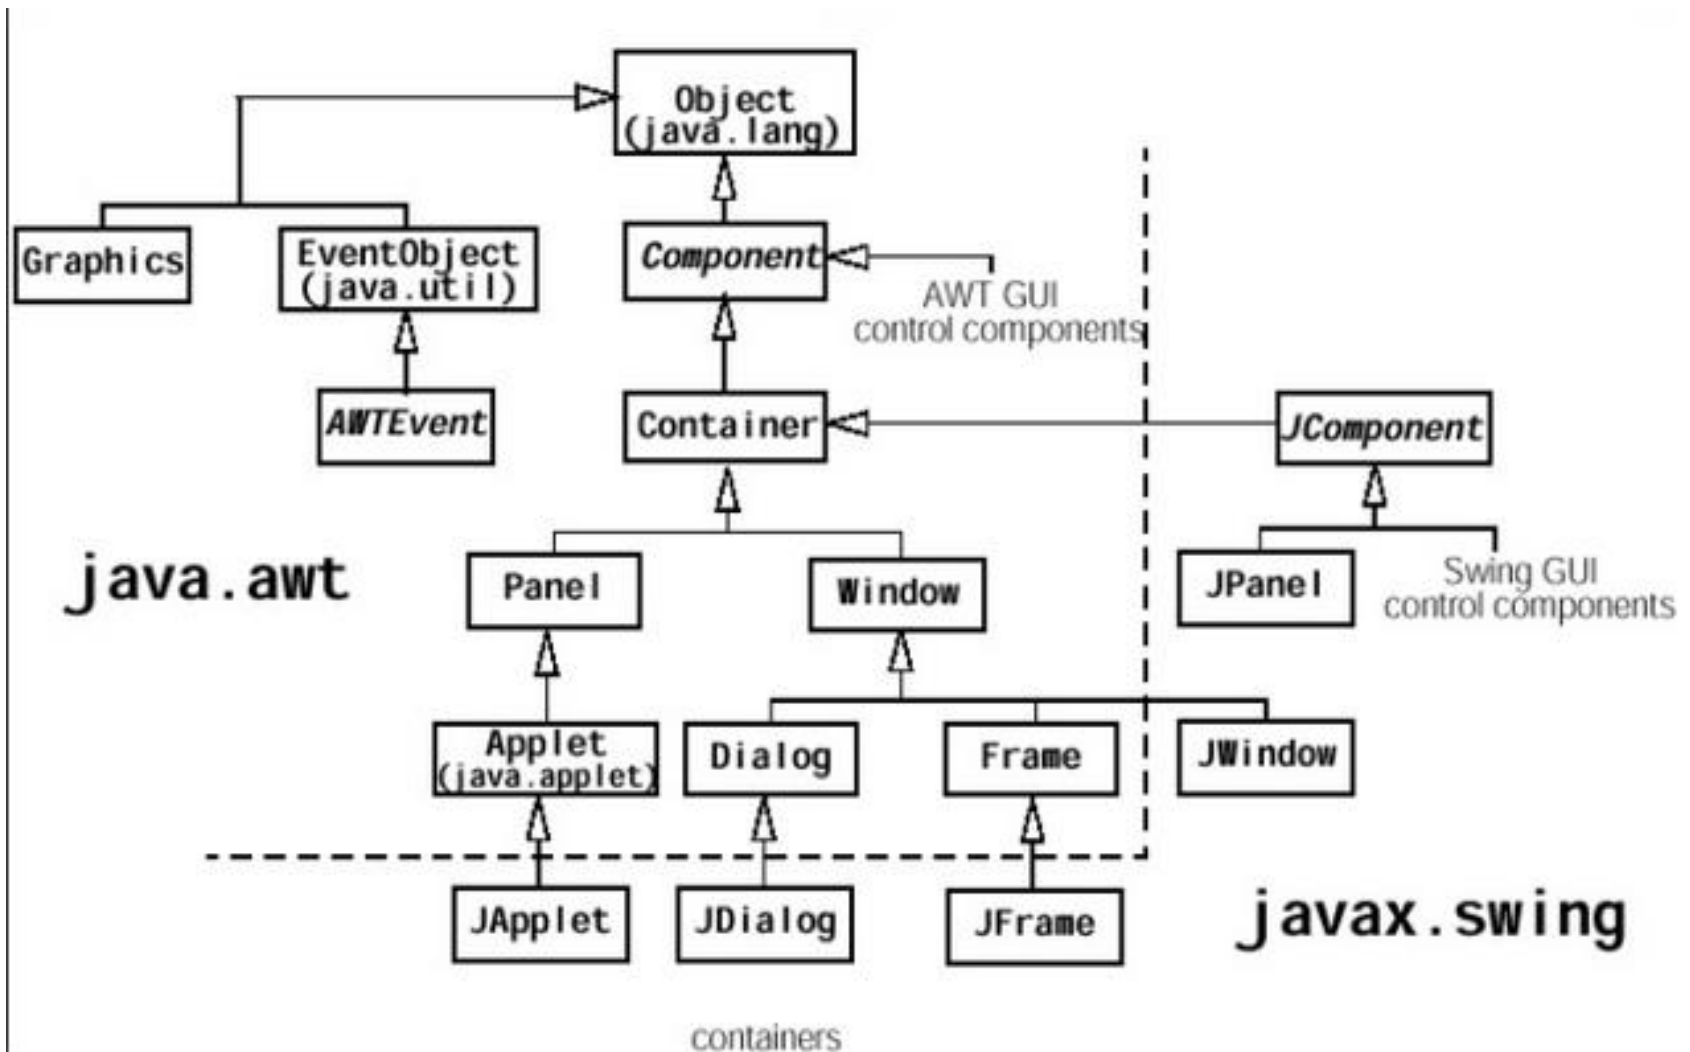 Object
(java.lang)
Graphics
EventObject
(java.util)
Component
AWT GUI
control components
AWTEvent
Container
JComponent
java.awt
Panel
Window
JPanel
Swing GUI
control components
Applet
(java.applet)
Dialog
Frame
JWindow
JApplet
JDialog
JFrame
javax.swing
containers